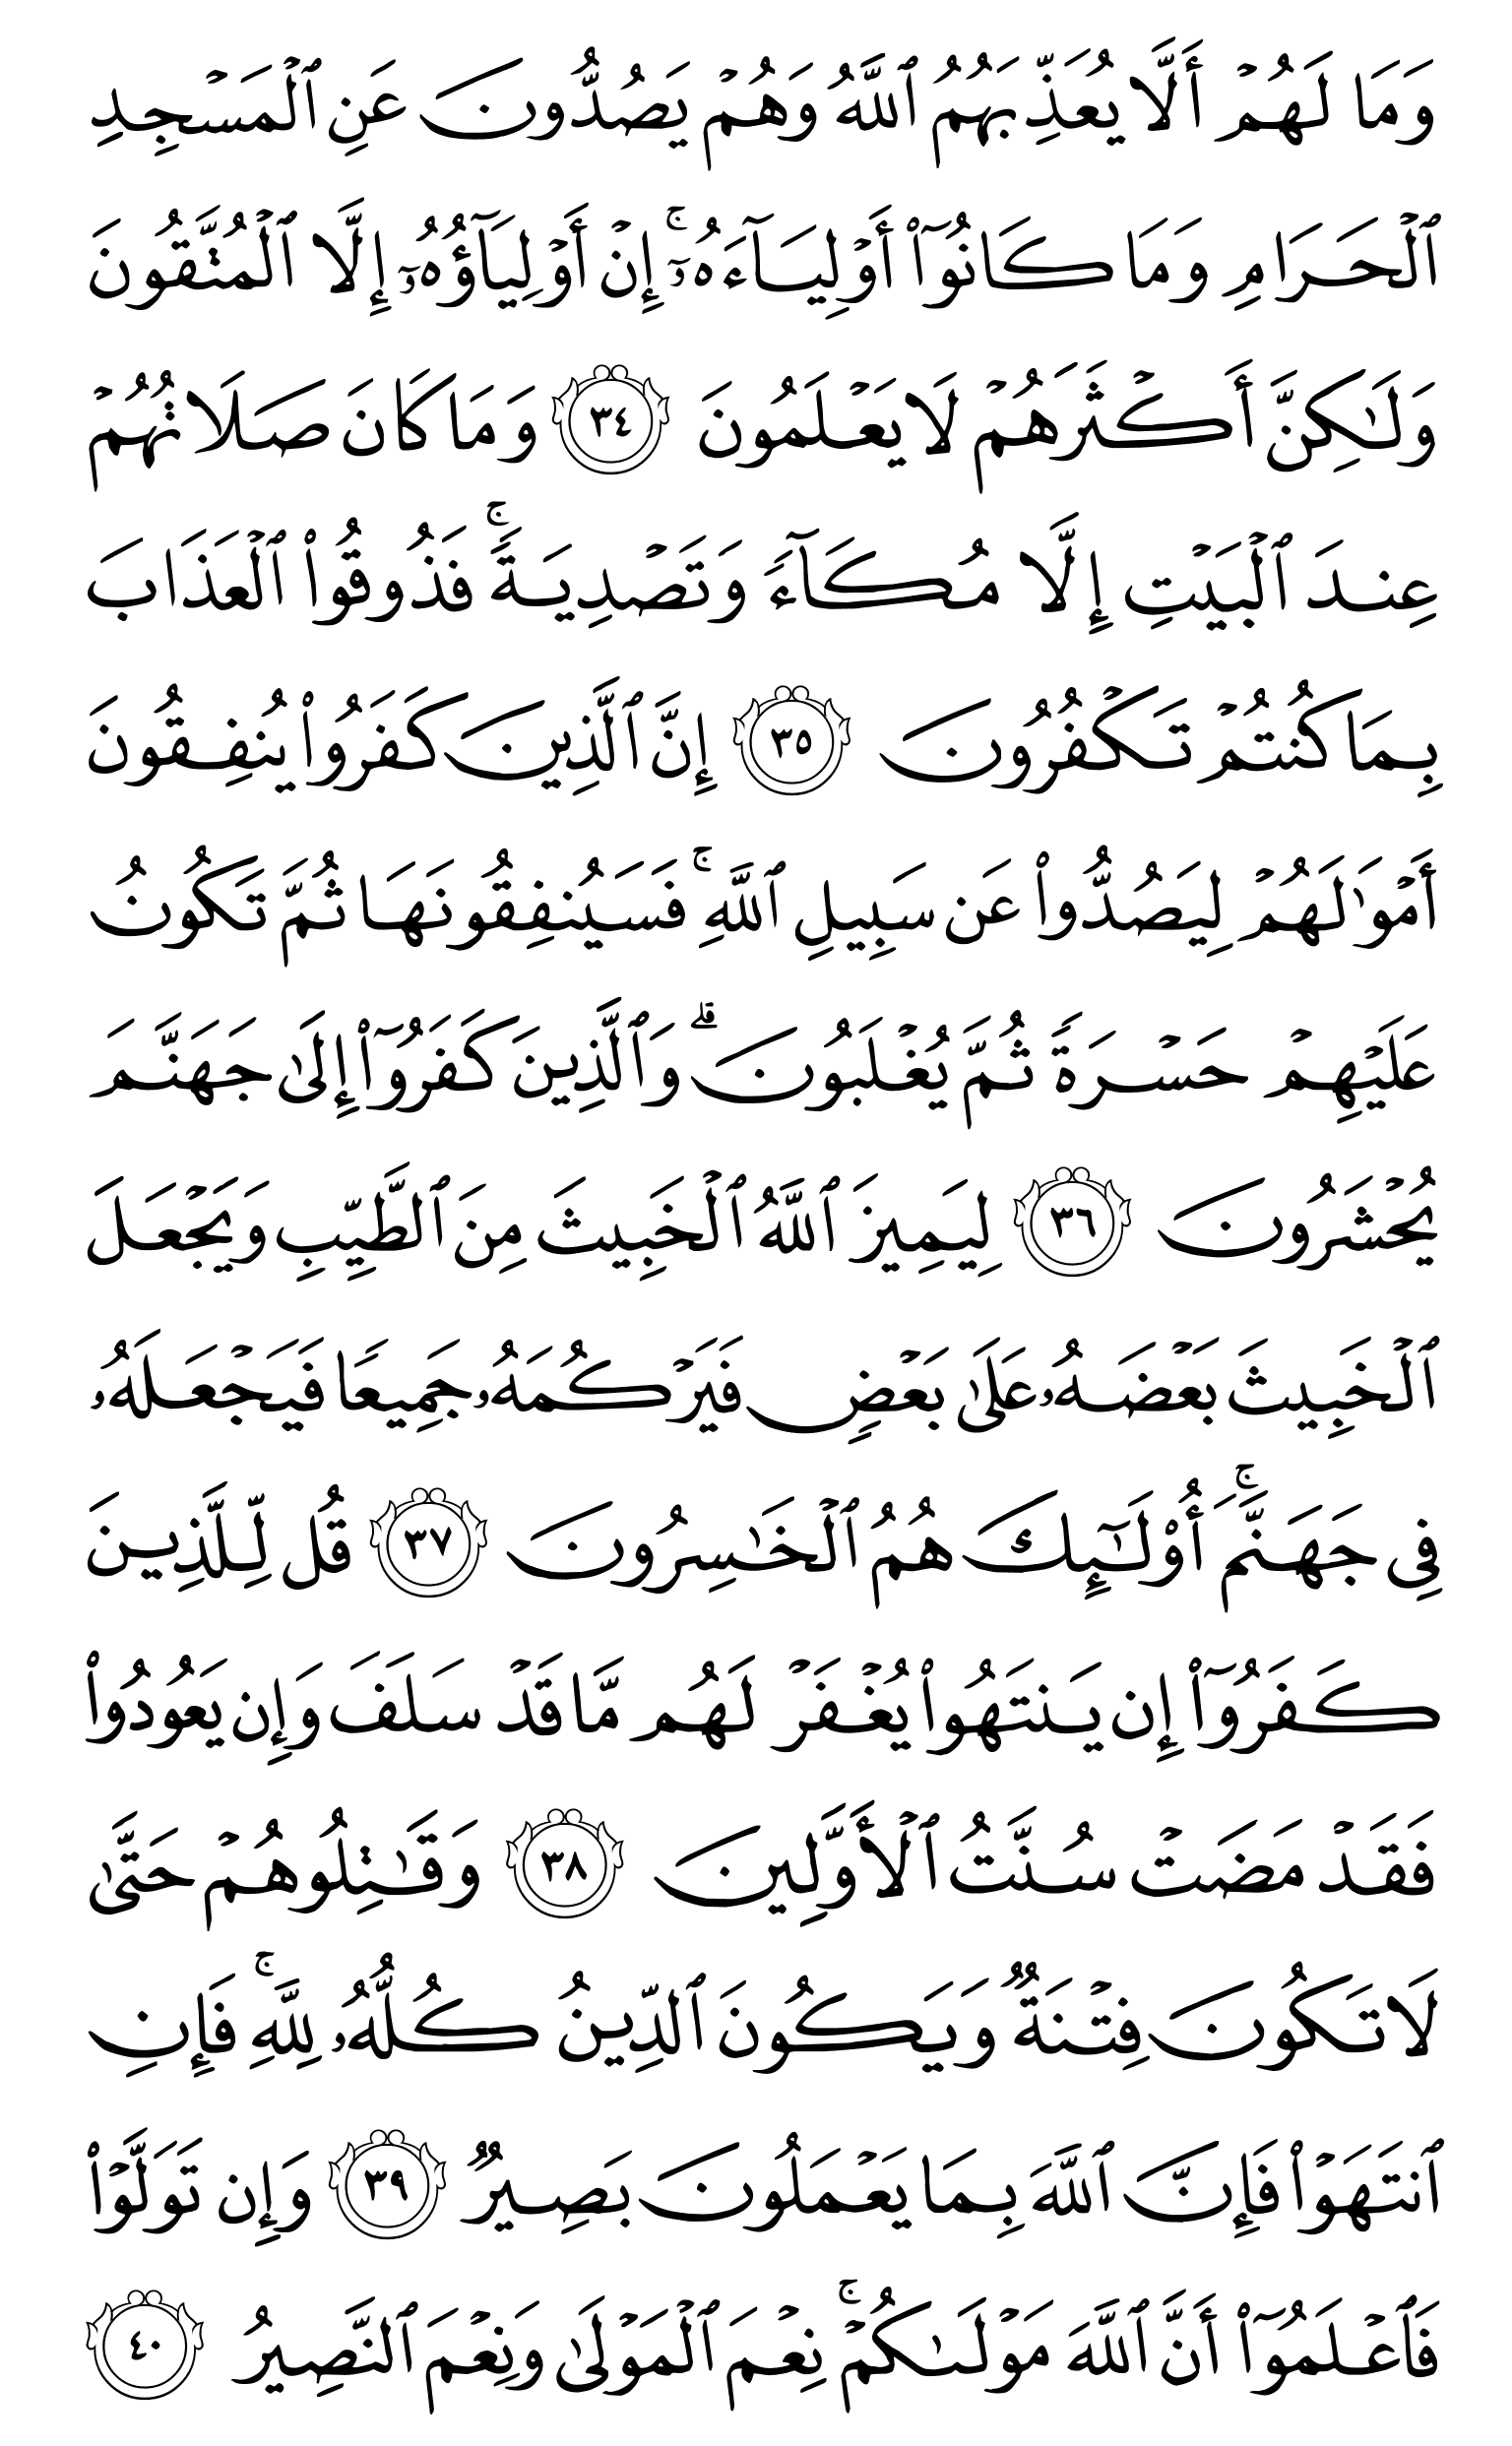 وَمَا لَهُمۡ أَلَّا يُعَذِّبَهُمُ ٱللَّهُ وَهُمۡ يَصُدُّونَ عَنِ ٱلۡمَسۡجِدِ
ٱلۡحَرَامِ وَمَا كَانُوٓاْ أَوۡلِيَآءَهُۥٓۚ إِنۡ أَوۡلِيَآؤُهُۥٓ إِلَّا ٱلۡمُتَّقُونَ
وَلَٰكِنَّ أَكۡثَرَهُمۡ لَا يَعۡلَمُونَ ٣٤ وَمَا كَانَ صَلَاتُهُمۡ
عِندَ ٱلۡبَيۡتِ إِلَّا مُكَآءٗ وَتَصۡدِيَةٗۚ فَذُوقُواْ ٱلۡعَذَابَ
بِمَا كُنتُمۡ تَكۡفُرُونَ ٣٥ إِنَّ ٱلَّذِينَ كَفَرُواْ يُنفِقُونَ
أَمۡوَٰلَهُمۡ لِيَصُدُّواْ عَن سَبِيلِ ٱللَّهِۚ فَسَيُنفِقُونَهَا ثُمَّ تَكُونُ
عَلَيۡهِمۡ حَسۡرَةٗ ثُمَّ يُغۡلَبُونَۗ وَٱلَّذِينَ كَفَرُوٓاْ إِلَىٰ جَهَنَّمَ
يُحۡشَرُونَ ٣٦ لِيَمِيزَ ٱللَّهُ ٱلۡخَبِيثَ مِنَ ٱلطَّيِّبِ وَيَجۡعَلَ
ٱلۡخَبِيثَ بَعۡضَهُۥ عَلَىٰ بَعۡضٖ فَيَرۡكُمَهُۥ جَمِيعٗا فَيَجۡعَلَهُۥ
فِي جَهَنَّمَۚ أُوْلَٰٓئِكَ هُمُ ٱلۡخَٰسِرُونَ ٣٧ قُل لِّلَّذِينَ
كَفَرُوٓاْ إِن يَنتَهُواْ يُغۡفَرۡ لَهُم مَّا قَدۡ سَلَفَ وَإِن يَعُودُواْ
فَقَدۡ مَضَتۡ سُنَّتُ ٱلۡأَوَّلِينَ ٣٨ وَقَٰتِلُوهُمۡ حَتَّىٰ
لَا تَكُونَ فِتۡنَةٞ وَيَكُونَ ٱلدِّينُ كُلُّهُۥ لِلَّهِۚ فَإِنِ
ٱنتَهَوۡاْ فَإِنَّ ٱللَّهَ بِمَا يَعۡمَلُونَ بَصِيرٞ ٣٩ وَإِن تَوَلَّوۡاْ
فَٱعۡلَمُوٓاْ أَنَّ ٱللَّهَ مَوۡلَىٰكُمۡۚ نِعۡمَ ٱلۡمَوۡلَىٰ وَنِعۡمَ ٱلنَّصِيرُ ٤٠